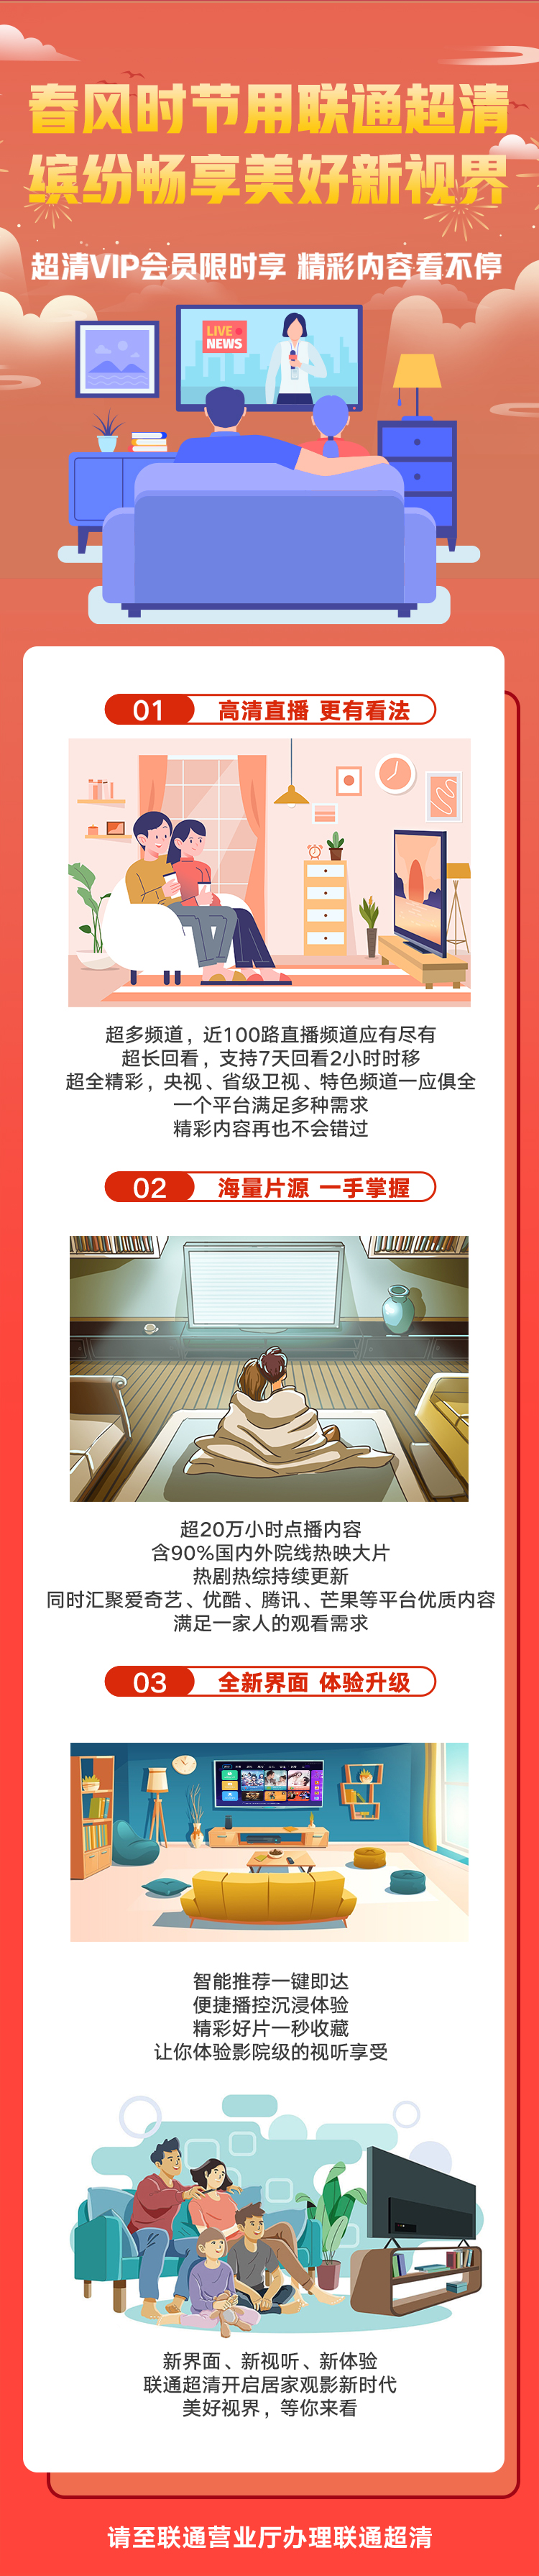 春风时节用联通超清
缤纷畅享美好新视界
超清VIP会员限时享 精彩内容看不停
LIVE
NEWS
01 高清直播 更有看法
超多频道，近100路直播频道应有尽有
超长回看，支持7天回看2小时时移
超全精彩，央视、省级卫视、特色频道一应俱全
一个平台满足多种需求
精彩内容再也不会错过
02 海量片源 一手掌握
超20万小时点播内容
含90%国内外院线热映大片
热剧热综持续更新
同时汇聚爱奇艺、优酷、腾讯、芒果等平台优质内容
满足一家人的观看需求
03 全新界面 体验升级
智能推荐一键即达
便捷播控沉浸体验
精彩好片一秒收藏
让你体验影院级的视听享受
新界面、新视听、新体验
联通超清开启居家观影新时代
美好视界，等你来看
请至联通营业厅办理联通超清